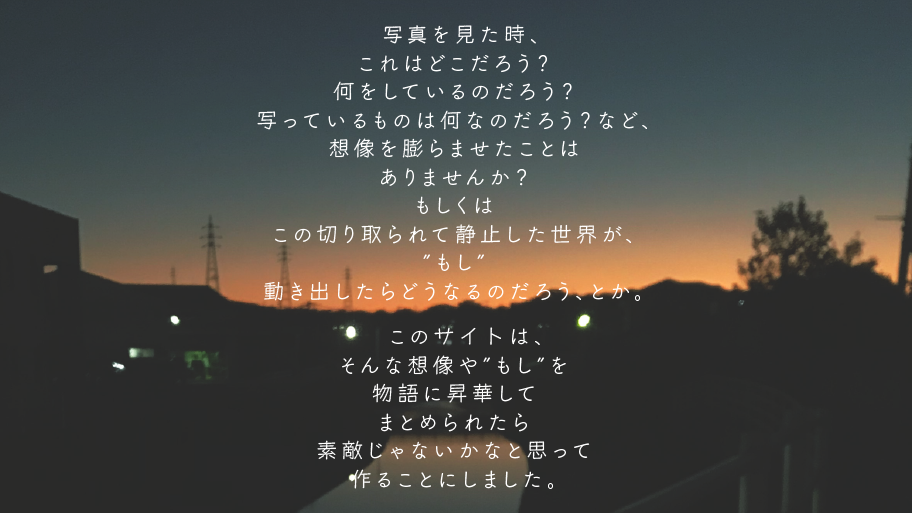 写真を見た時、
これはどこだろう?
何をしているのだろう?
写っているものは何なのだろう?など、
想像を膨らませたことは
ありませんか?
もしくは
この切り取られて静止した世界が、
"もし"
動き出したらどうなるのだろう、とか。
このサイトは、
そんな想像や"もし"を
物語に昇華して
まとめられたら
素敵じゃないかなと思って
作ることにしました。